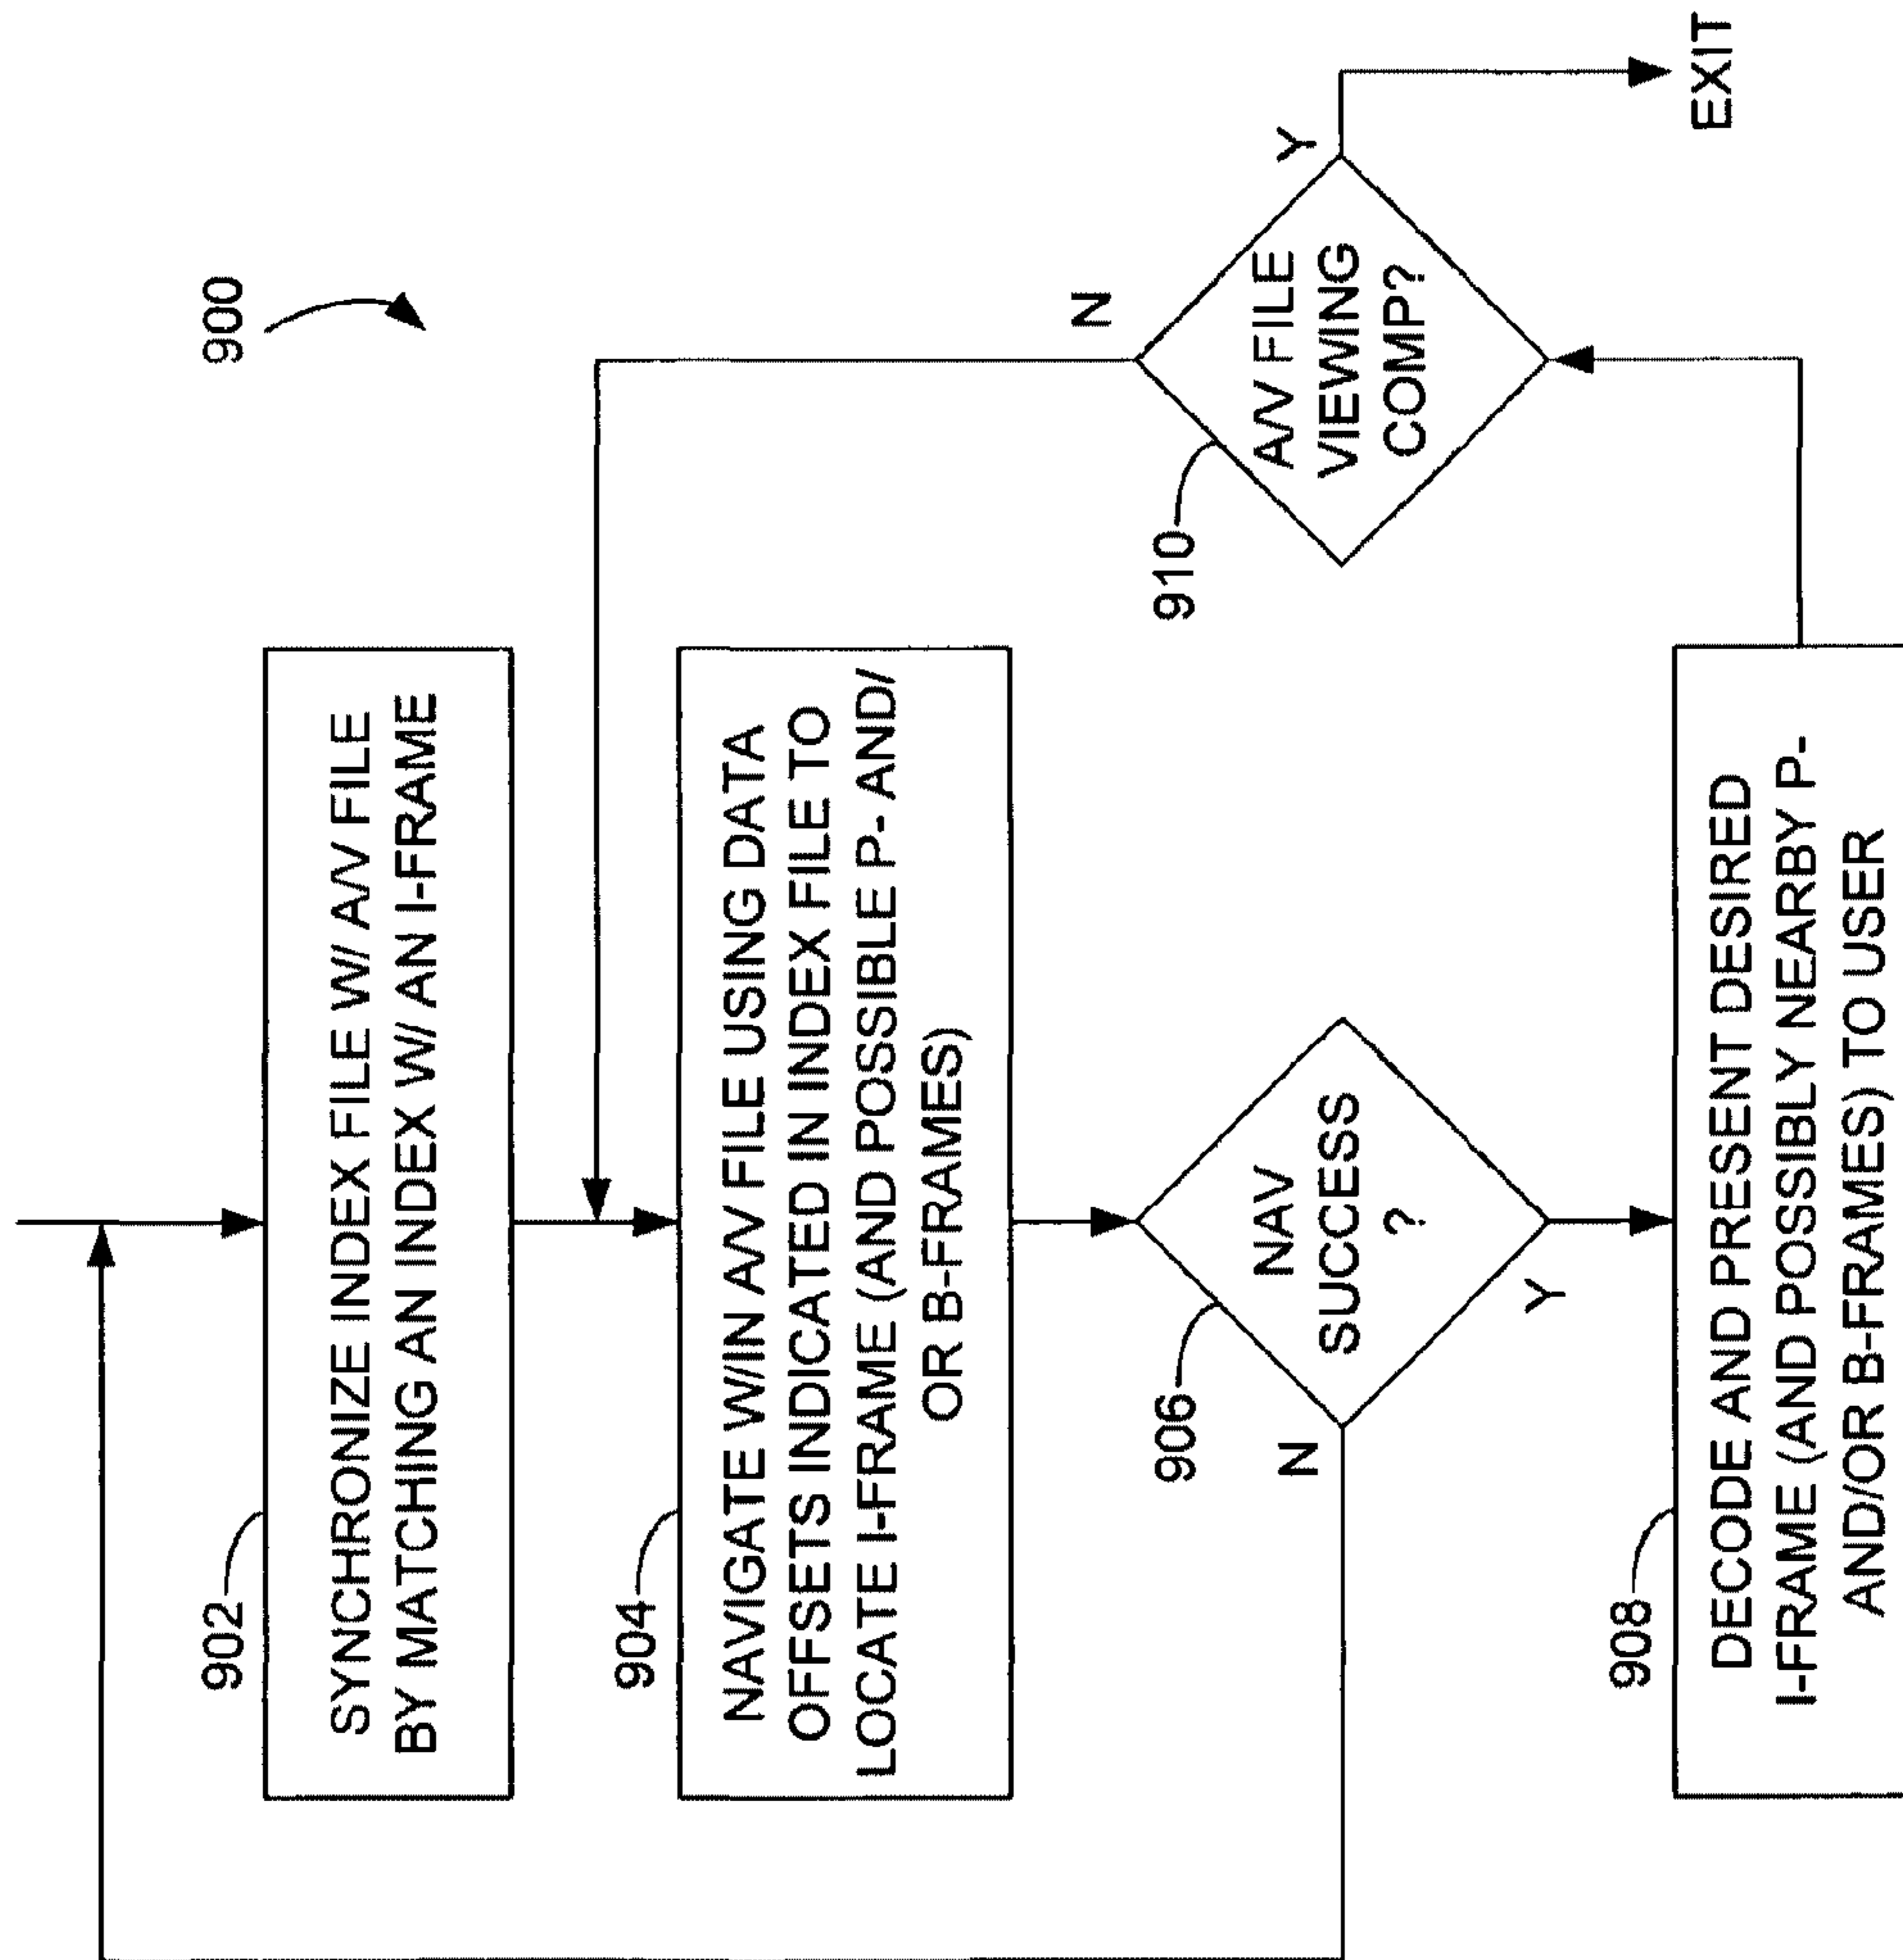 900
902
SYNCHRONIZE INDEX FILE W/ A/V FILE
BY MATCHING AN INDEX W/ AN I-FRAME
904
NAVIGATE W/IN A/V FILE USING DATA
OFFSETS INDICATED IN INDEX FILE TO
LOCATE I-FRAME (AND POSSIBLE P- AND/
OR B-FRAMES)
906
NAV
SUCCESS
?
N
Y
908
DECODE AND PRESENT DESIRED
I-FRAME (AND POSSIBLY NEARBY P-
AND/OR B-FRAMES) TO USER
910
A/V FILE
VIEWING
COMP?
N
Y
EXIT